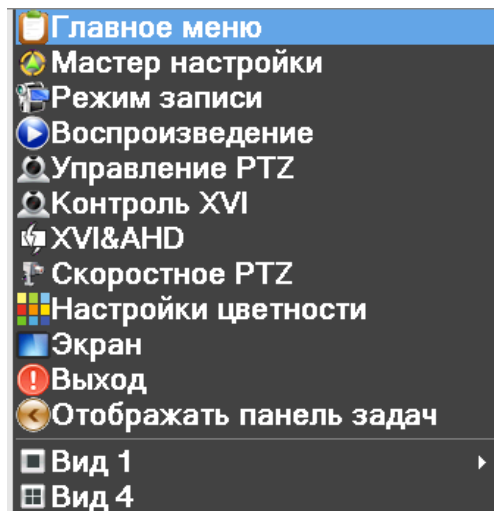 Главное меню
Мастер настройки
Режим записи
Воспроизведение
Управление PTZ
Контроль XVI
XVI&AHD
Скоростное PTZ
Настройки цветности
Экран
Выход
Отображать панель задач
Вид 1
Вид 4